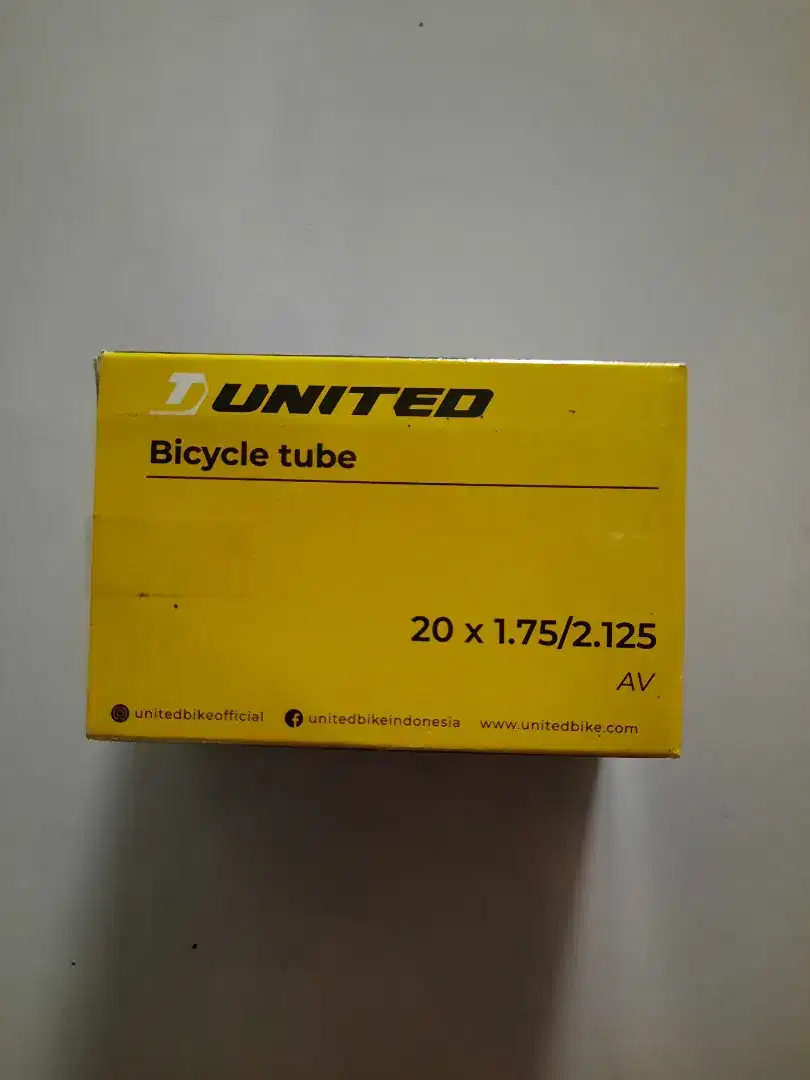 UNITED
Bicycle tube
20 x 1.75/2.125
AV
unitedbikeofficial unitedbikeindonesia www.unitedbike.com